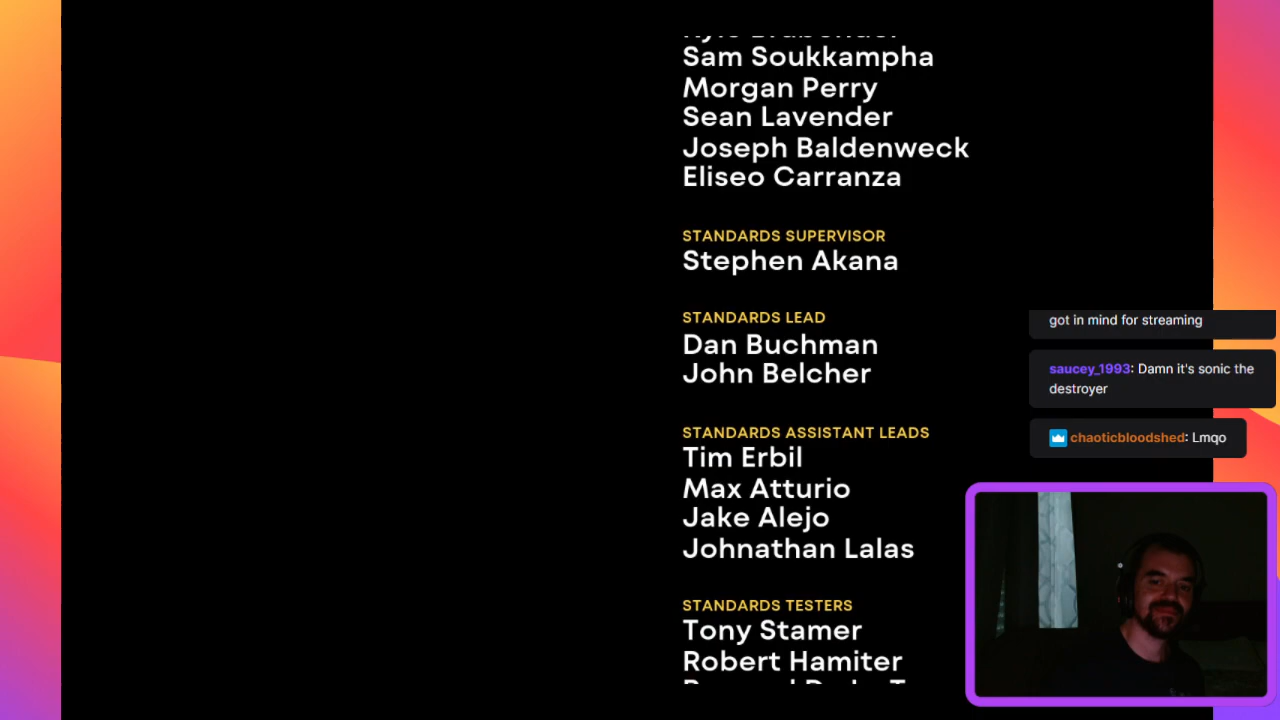 Sam Soukkampha
Morgan Perry
Sean Lavender
Joseph Baldenweck
Eliseo Carranza
STANDARDS SUPERVISOR
Stephen Akana
STANDARDS LEAD
Dan Buchman
John Belcher
STANDARDS ASSISTANT LEADS
Tim Erbil
Max Atturio
Jake Alejo
Johnathan Lalas
STANDARDS TESTERS
Tony Stamer
Robert Hamiter
got in mind for streaming
saucey_1993: Damn it's sonic the
destroyer
chaoticbloodshed: Lmqo